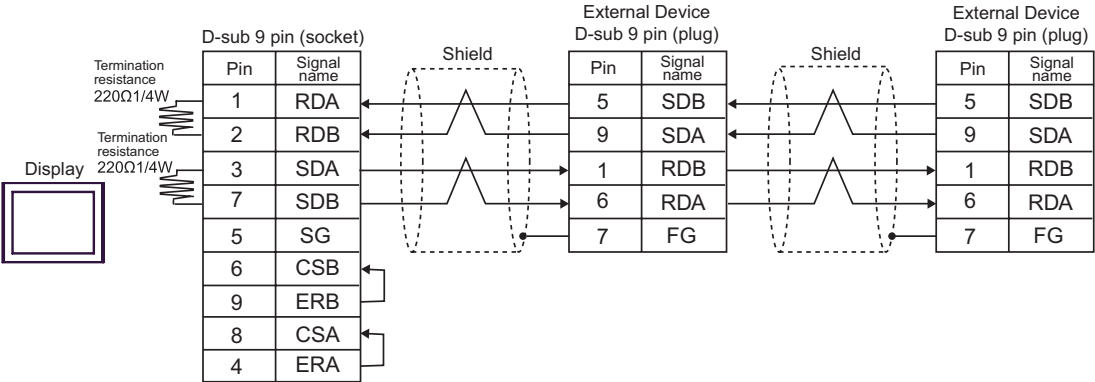 External Device
D-sub 9 pin (plug)
External Device
D-sub 9 pin (plug)
D-sub 9 pin (socket)
Shield
Shield
Termination
resistance
220Ω1/4W
Termination
resistance
220Ω1/4W
Display
Pin Signal name
1 RDA
2 RDB
3 SDA
7 SDB
5 SG
6 CSB
9 ERB
8 CSA
4 ERA
Pin Signal name
5 SDB
9 SDA
1 RDB
6 RDA
7 FG
Pin Signal name
5 SDB
9 SDA
1 RDB
6 RDA
7 FG